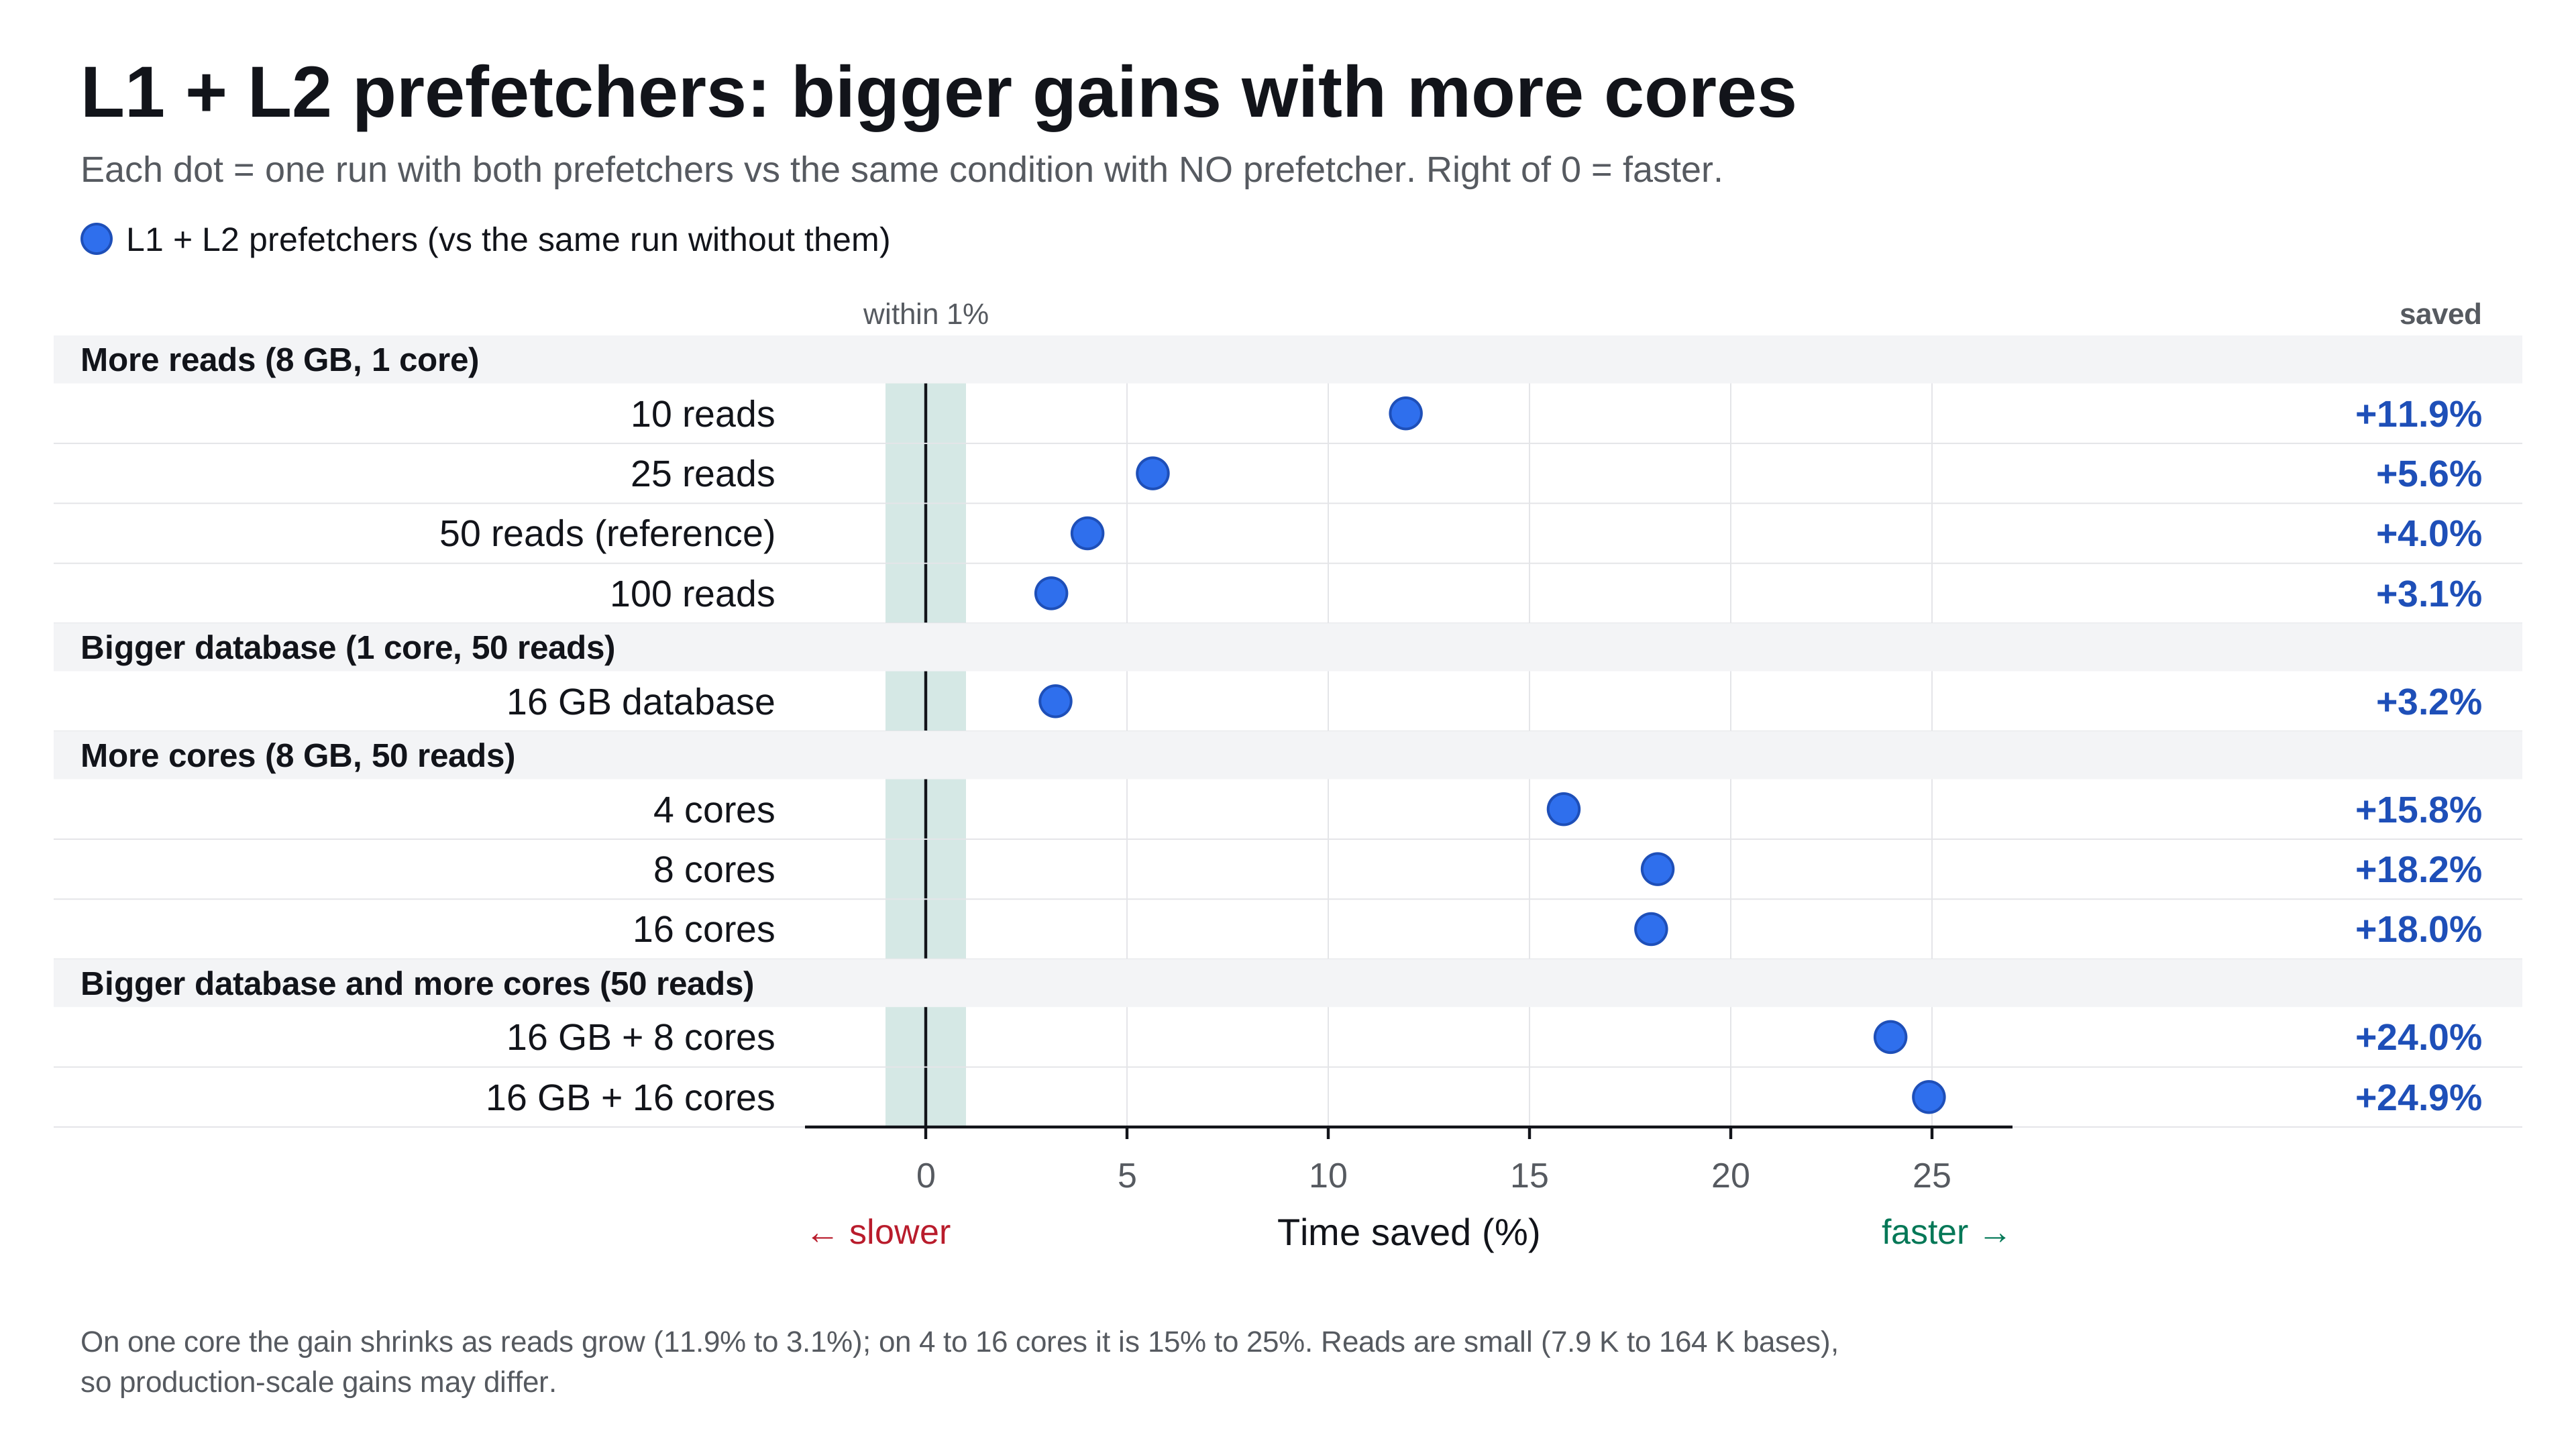 L1 + L2 prefetchers: bigger gains with more cores
Each dot = one run with both prefetchers vs the same condition with NO prefetcher. Right of 0 = faster.
L1 + L2 prefetchers (vs the same run without them)
within 1% saved
More reads (8 GB, 1 core)
10 reads +11.9%
25 reads +5.6%
50 reads (reference) +4.0%
100 reads +3.1%
Bigger database (1 core, 50 reads)
16 GB database +3.2%
More cores (8 GB, 50 reads)
4 cores +15.8%
8 cores +18.2%
16 cores +18.0%
Bigger database and more cores (50 reads)
16 GB + 8 cores +24.0%
16 GB + 16 cores +24.9%
0 5 10 15 20 25
← slower Time saved (%) faster →
On one core the gain shrinks as reads grow (11.9% to 3.1%); on 4 to 16 cores it is 15% to 25%. Reads are small (7.9 K to 164 K bases),
so production-scale gains may differ.